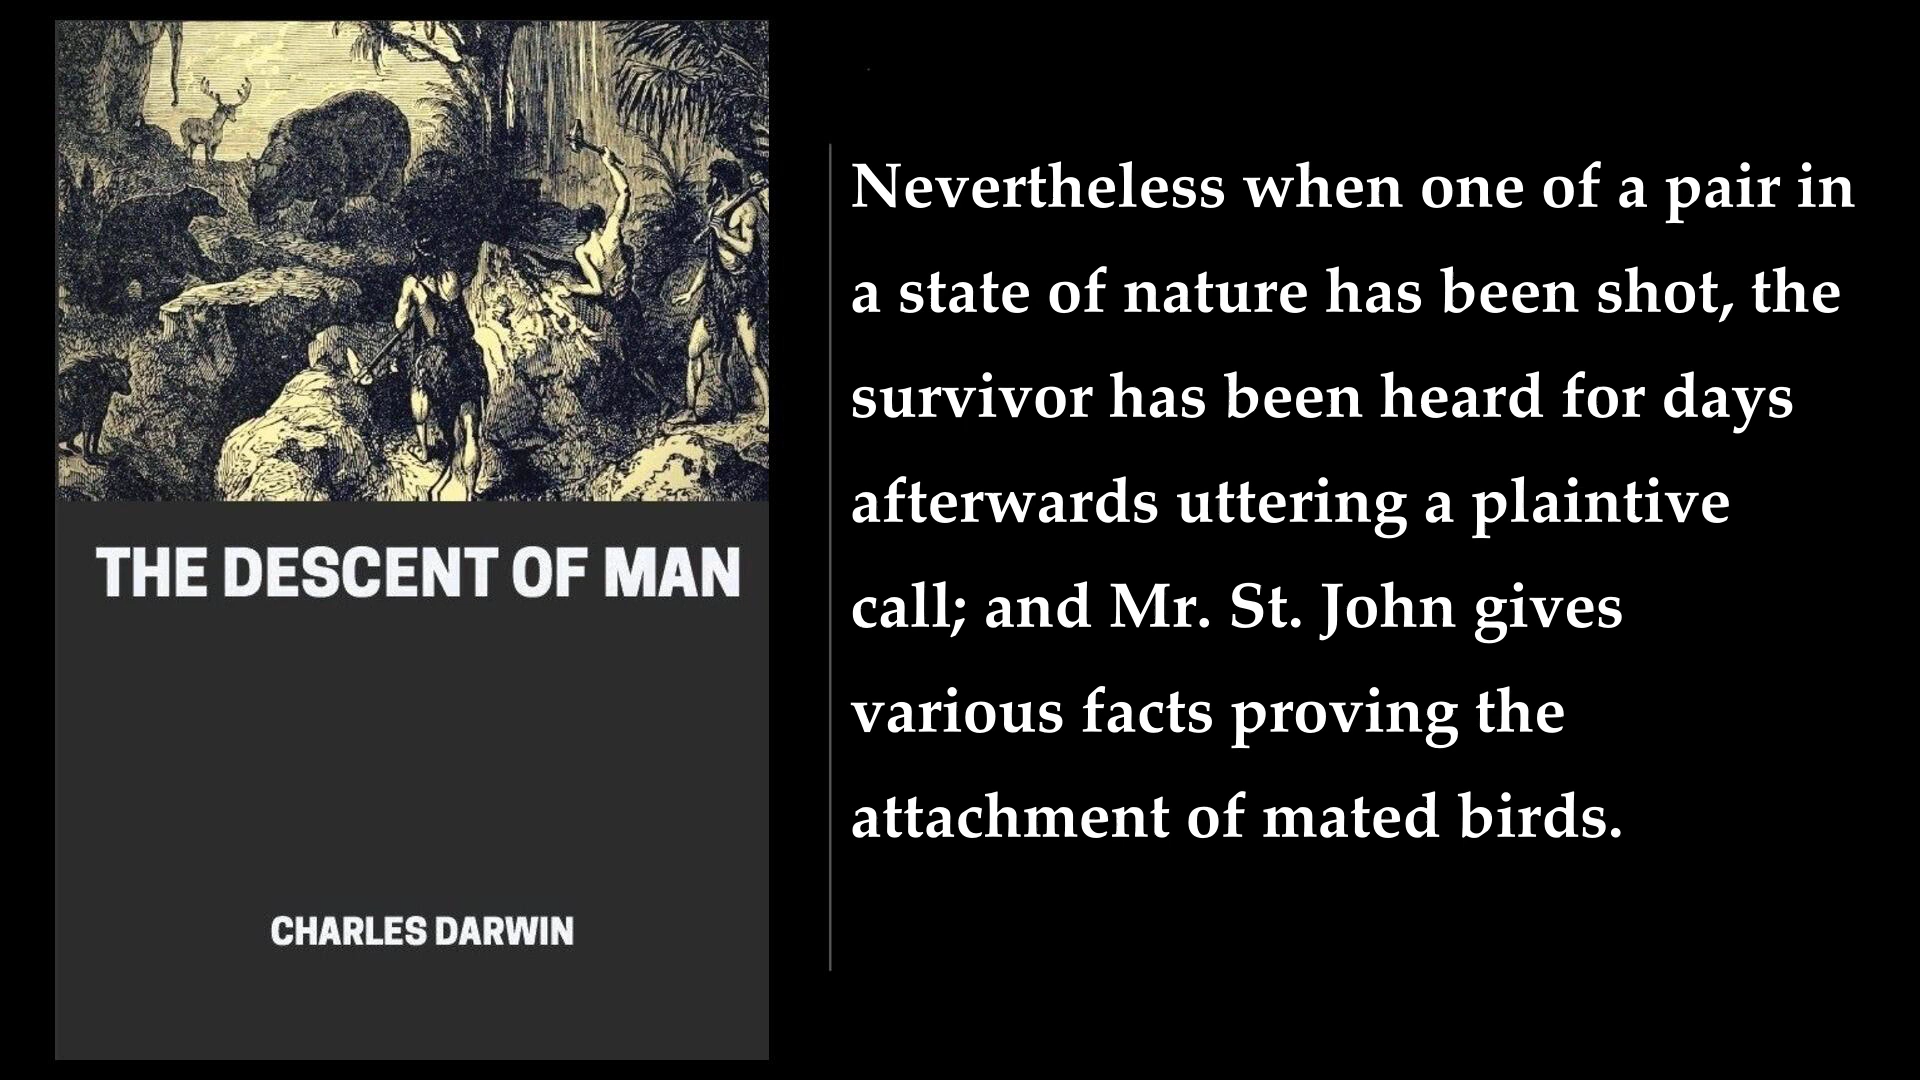 THE DESCENT OF MAN
CHARLES DARWIN
Nevertheless when one of a pair in
a state of nature has been shot, the
survivor has been heard for days
afterwards uttering a plaintive
call; and Mr. St. John gives
various facts proving the
attachment of mated birds.